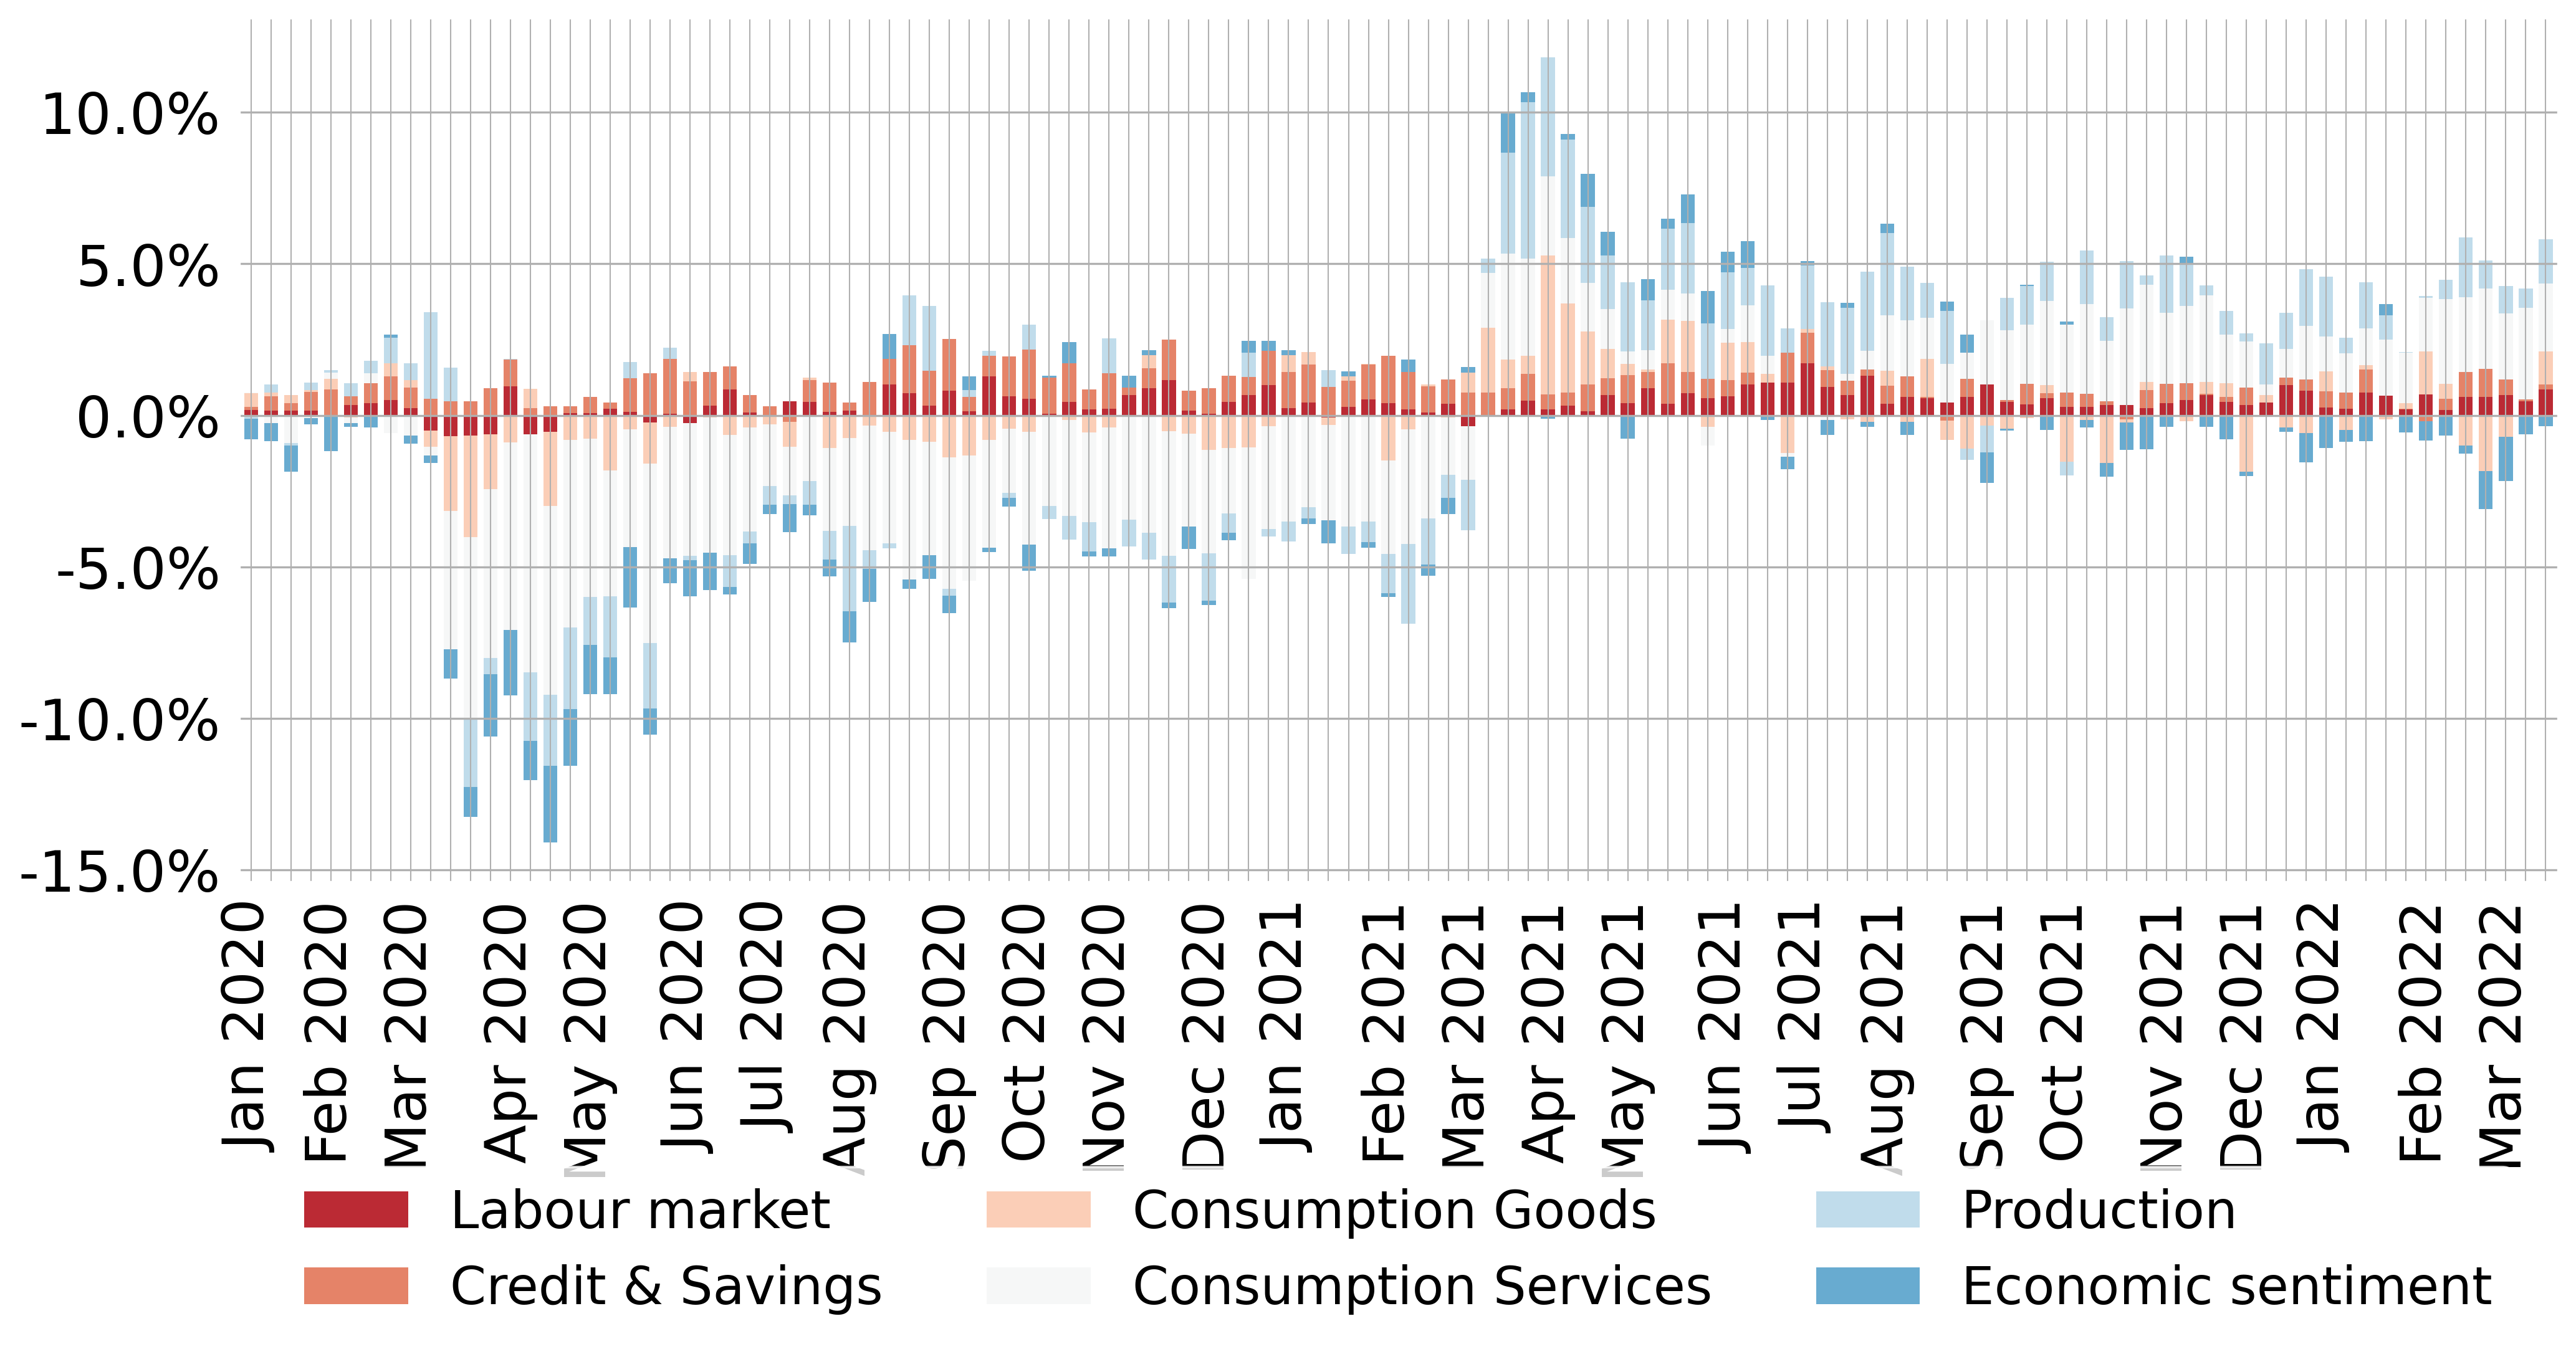 10.0%
5.0%
0.0%
-5.0%
-10.0%
-15.0%
Jan 2020
Feb 2020
Mar 2020
Apr 2020
May 2020
Jun 2020
Jul 2020
Aug 2020
Sep 2020
Oct 2020
Nov 2020
Dec 2020
Jan 2021
Feb 2021
Mar 2021
Apr 2021
May 2021
Jun 2021
Jul 2021
Aug 2021
Sep 2021
Oct 2021
Nov 2021
Dec 2021
Jan 2022
Feb 2022
Mar 2022
Labour market
Credit & Savings
Consumption Goods
Consumption Services
Production
Economic sentiment